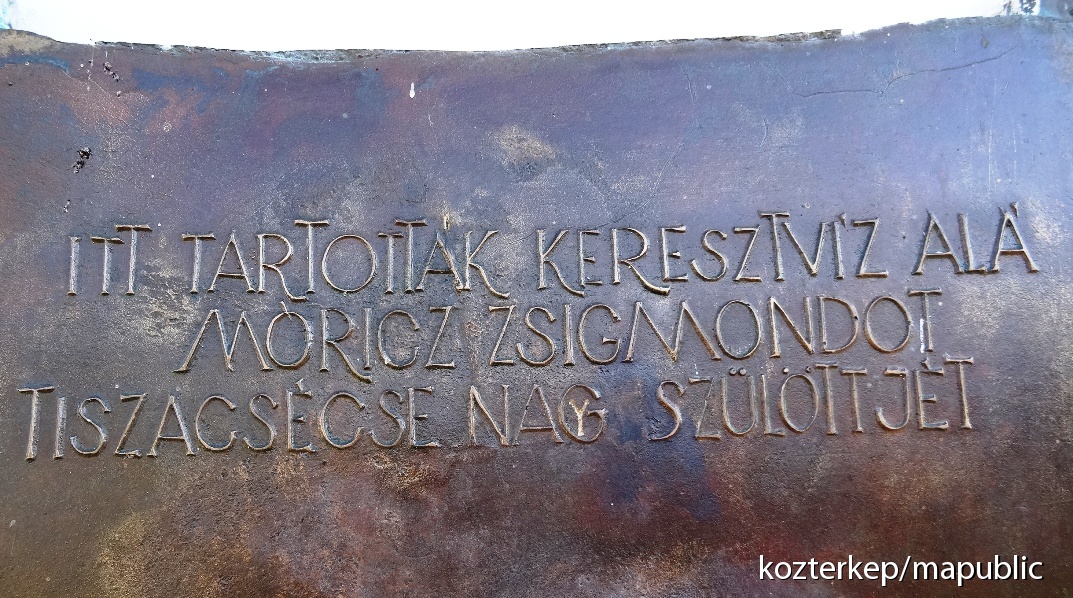 ITT TARTOTTÁK KERESZTVÍZ ALÁ
MÓRICZ ZSIGMONDOT
TISZACSÉCSE NAGY SZÜLÖTTJÉT
kozterkep/mapublic